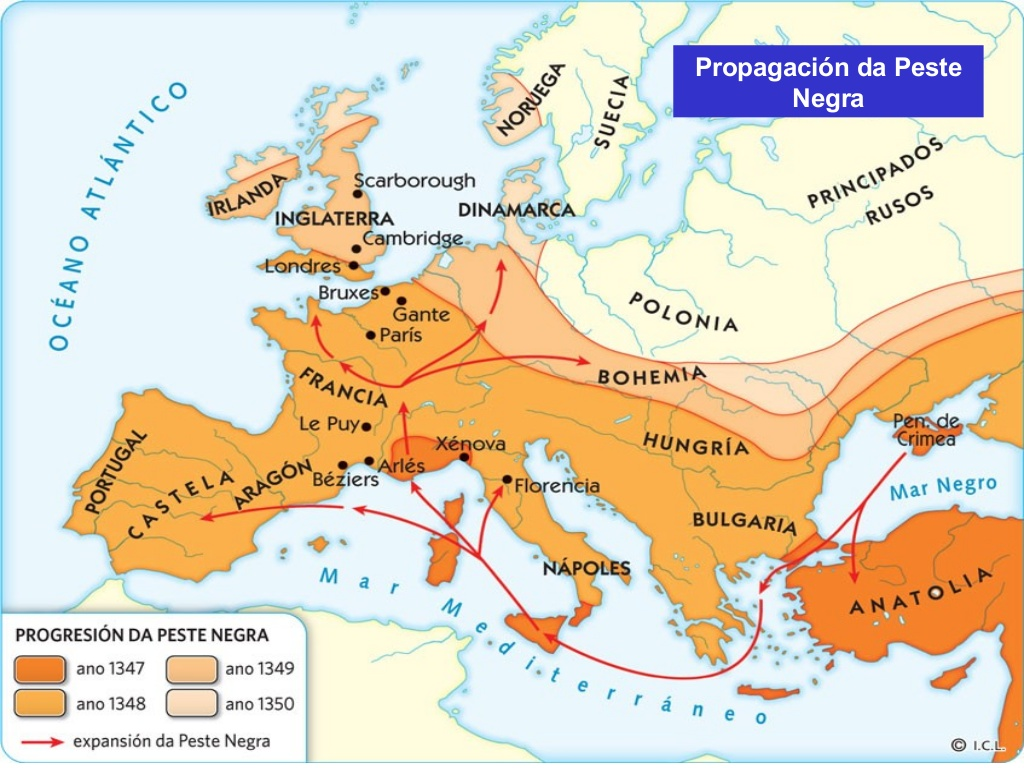 Propagación da Peste
Negra
OCÉANO ATLÁNTICO
NORUEGA
SUECIA
PRINCIPADOS
RUSOS
IRLANDA
Scarborough
INGLATERRA
DINAMARCA
Cambridge
Londres
Bruxes
Gante
París
POLONIA
BOHEMIA
FRANCIA
Le Puy
Xénova
HUNGRÍA
Pen. de
Crimea
PORTUGAL
CASTELA
ARAGÓN
Béziers
Arlés
Florencia
Mar Negro
BULGARIA
NÁPOLES
ANATOLIA
Mar Mediterráneo
PROGRESIÓN DA PESTE NEGRA
ano 1347
ano 1349
ano 1348
ano 1350
expansión da Peste Negra
© I.C.L.